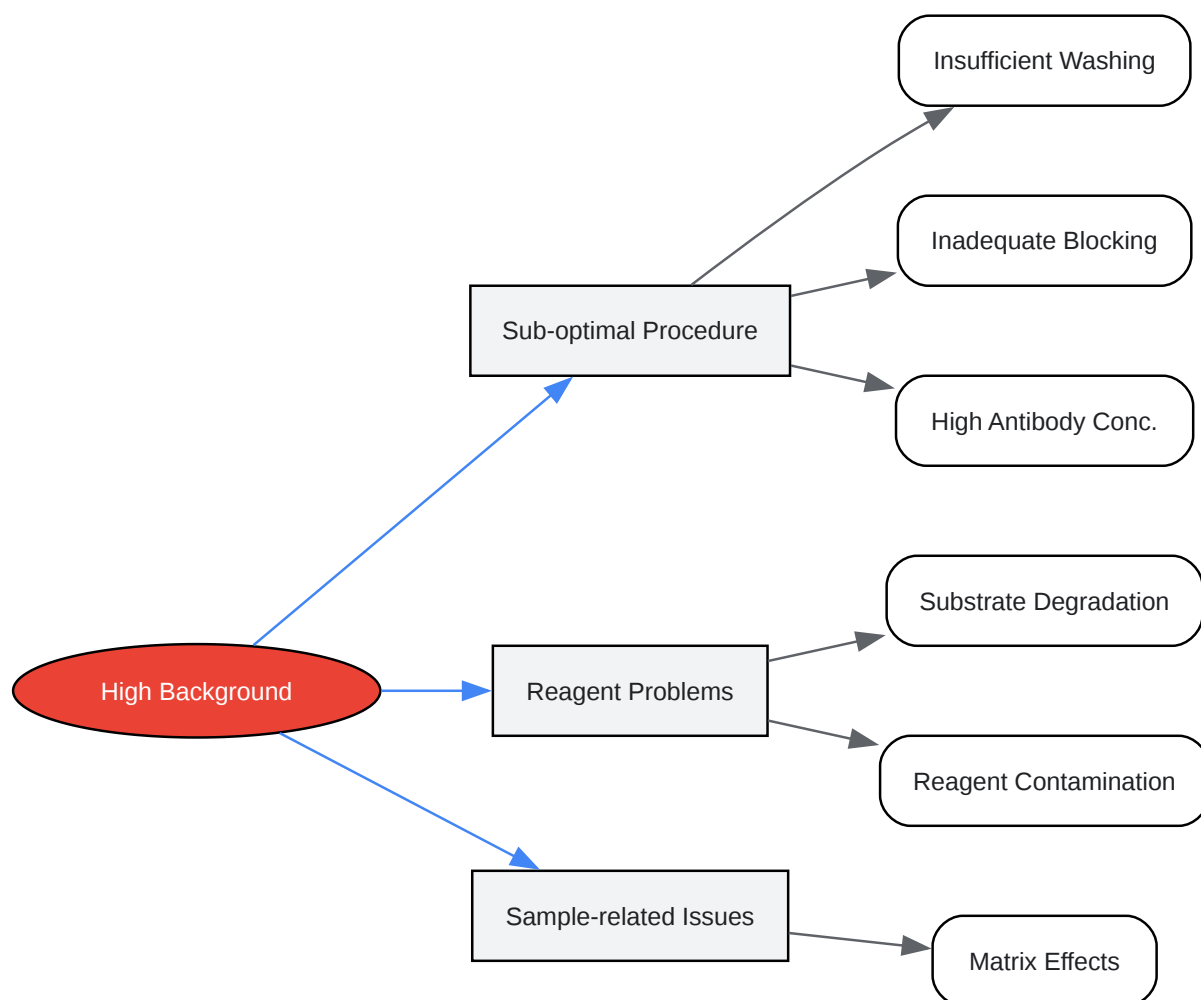 Insufficient Washing
Inadequate Blocking
Sub-optimal Procedure
High Antibody Conc.
Substrate Degradation
High Background
Reagent Problems
Reagent Contamination
Sample-related Issues
Matrix Effects